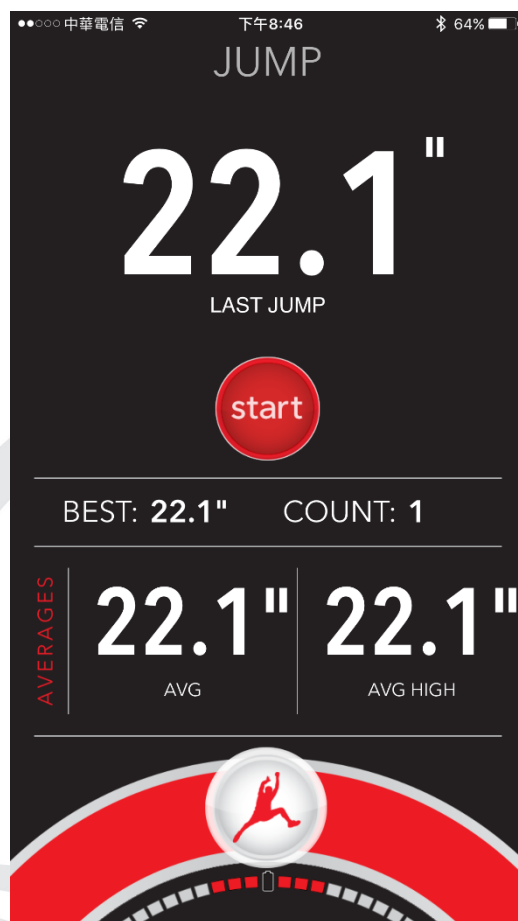 中華電信 下午8:46 64%
JUMP
22.1"
LAST JUMP
start
BEST: 22.1" COUNT: 1
AVERAGES
22.1" 22.1"
AVG AVG HIGH